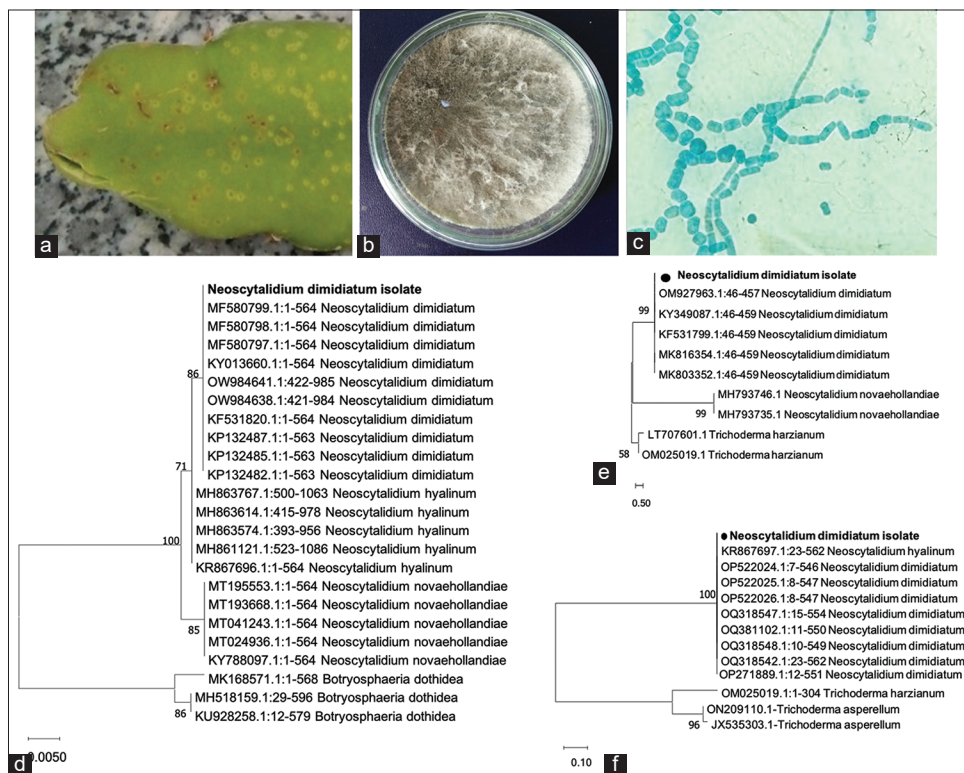 a
b
c
Neoscytalidium dimidiatum isolate
MF580799.1:1-564 Neoscytalidium dimidiatum
MF580798.1:1-564 Neoscytalidium dimidiatum
MF580797.1:1-564 Neoscytalidium dimidiatum
KY013660.1:1-564 Neoscytalidium dimidiatum
86
OW984641.1:422-985 Neoscytalidium dimidiatum
OW984638.1:421-984 Neoscytalidium dimidiatum
KF531820.1:1-564 Neoscytalidium dimidiatum
KP132487.1:1-563 Neoscytalidium dimidiatum
KP132485.1:1-563 Neoscytalidium dimidiatum
71
KP132482.1:1-563 Neoscytalidium dimidiatum
MH863767.1:500-1063 Neoscytalidium hyalinum
MH863614.1:415-978 Neoscytalidium hyalinum
MH863574.1:393-956 Neoscytalidium hyalinum
100
MH861121.1:523-1086 Neoscytalidium hyalinum
KR867696.1:1-564 Neoscytalidium hyalinum
MT195553.1:1-564 Neoscytalidium novaehollandiae
MT193668.1:1-564 Neoscytalidium novaehollandiae
MT041243.1:1-564 Neoscytalidium novaehollandiae
85
MT024936.1:1-564 Neoscytalidium novaehollandiae
KY788097.1:1-564 Neoscytalidium novaehollandiae
MK168571.1:1-568 Botryosphaeria dothidea
MH518159.1:29-596 Botryosphaeria dothidea
86
KU928258.1:12-579 Botryosphaeria dothidea
d
0.0050
Neoscytalidium dimidiatum isolate
OM927963.1:46-457 Neoscytalidium dimidiatum
99
KY349087.1:46-459 Neoscytalidium dimidiatum
KF531799.1:46-459 Neoscytalidium dimidiatum
MK816354.1:46-459 Neoscytalidium dimidiatum
MK803352.1:46-459 Neoscytalidium dimidiatum
MH793746.1 Neoscytalidium novaehollandiae
99
MH793735.1 Neoscytalidium novaehollandiae
LT707601.1 Trichoderma harzianum
58
OM025019.1 Trichoderma harzianum
e
0.50
Neoscytalidium dimidiatum isolate
KR867697.1:23-562 Neoscytalidium hyalinum
OP522024.1:7-546 Neoscytalidium dimidiatum
OP522025.1:8-547 Neoscytalidium dimidiatum
100
OP522026.1:8-547 Neoscytalidium dimidiatum
OQ318547.1:15-554 Neoscytalidium dimidiatum
OQ381102.1:11-550 Neoscytalidium dimidiatum
OQ318548.1:10-549 Neoscytalidium dimidiatum
OQ318542.1:23-562 Neoscytalidium dimidiatum
OP271889.1:12-551 Neoscytalidium dimidiatum
OM025019.1:1-304 Trichoderma harzianum
ON209110.1-Trichoderma asperellum
96
JX535303.1-Trichoderma asperellum
f
0.10